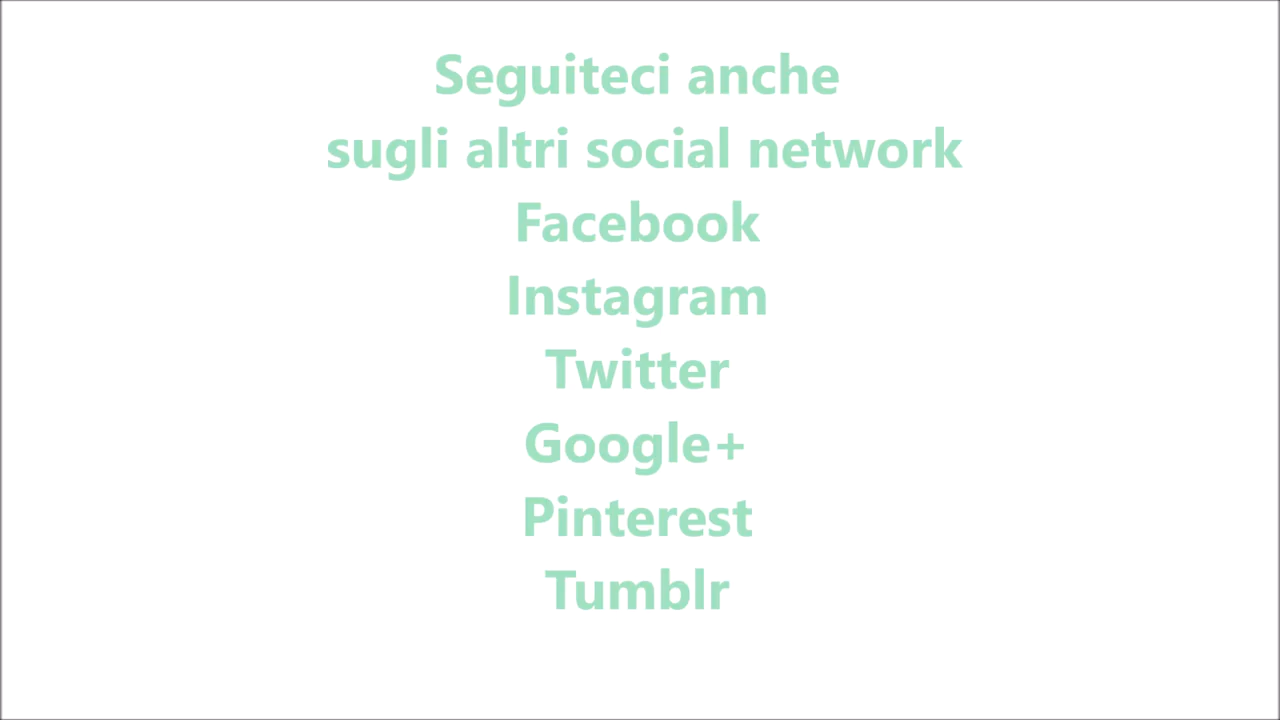 Seguiteci anche
sugli altri social network
Facebook
Instagram
Twitter
Google+
Pinterest
Tumblr